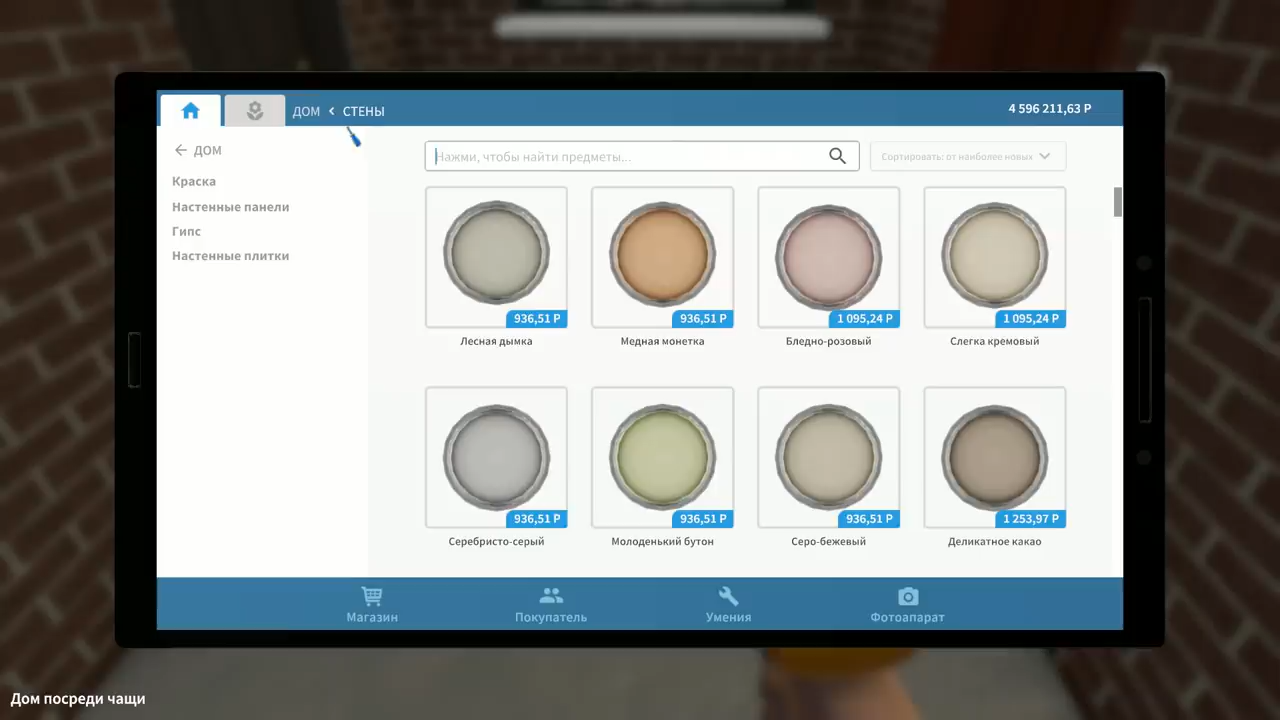 ДОМ < СТЕНЫ
4 596 211,63 Р
ДОМ
Краска
Настенные панели
Гипс
Настенные плитки
Нажми, чтобы найти предметы...
Сортировать: от наиболее новых
936,51 Р
936,51 Р
1 095,24 Р
1 095,24 Р
Лесная дымка
Медная монетка
Бледно-розовый
Слегка кремовый
936,51 Р
936,51 Р
936,51 Р
1 253,97 Р
Серебристо-серый
Молоденький бутон
Серо-бежевый
Деликатное какао
Магазин
Покупатель
Умения
Фотоаппарат
Дом посреди чащи